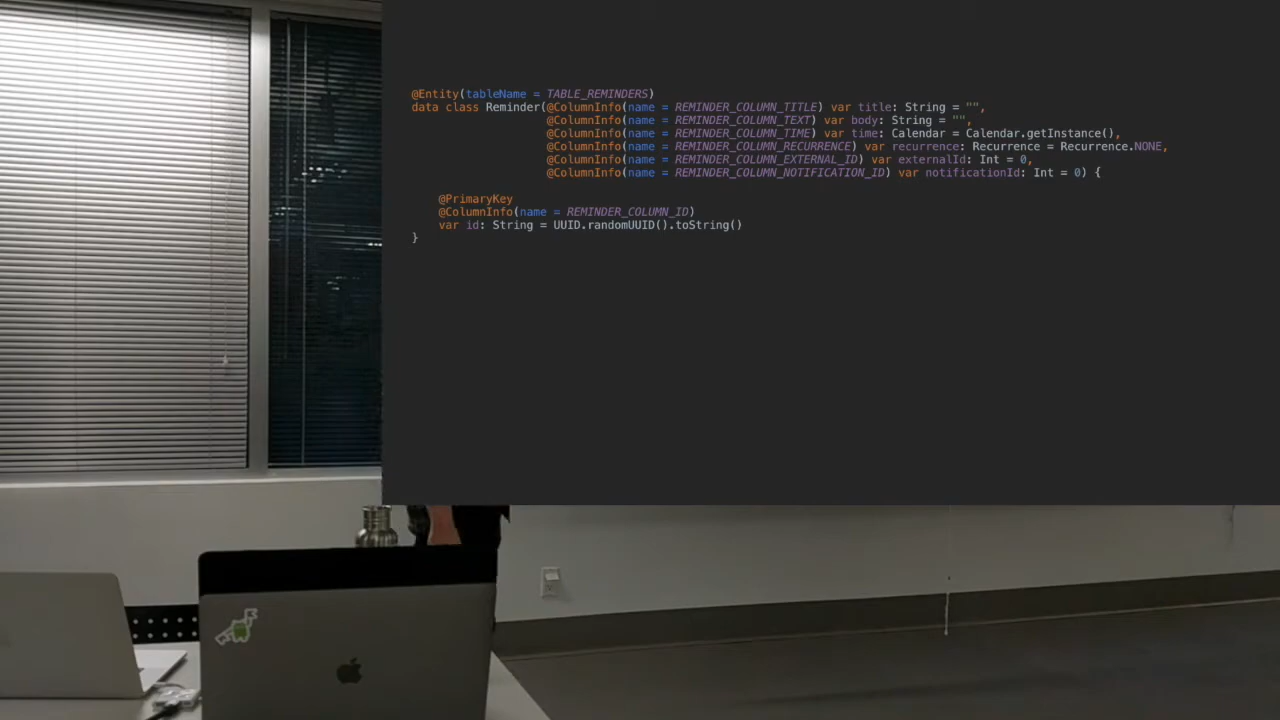 @Entity(tableName = TABLE_REMINDERS)
data class Reminder(@ColumnInfo(name = REMINDER_COLUMN_TITLE) var title: String = "",
@ColumnInfo(name = REMINDER_COLUMN_TEXT) var body: String = "",
@ColumnInfo(name = REMINDER_COLUMN_TIME) var time: Calendar = Calendar.getInstance(),
@ColumnInfo(name = REMINDER_COLUMN_RECURRENCE) var recurrence: Recurrence = Recurrence.NONE,
@ColumnInfo(name = REMINDER_COLUMN_EXTERNAL_ID) var externalId: Int = 0,
@ColumnInfo(name = REMINDER_COLUMN_NOTIFICATION_ID) var notificationId: Int = 0) {
@PrimaryKey
@ColumnInfo(name = REMINDER_COLUMN_ID)
var id: String = UUID.randomUUID().toString()
}